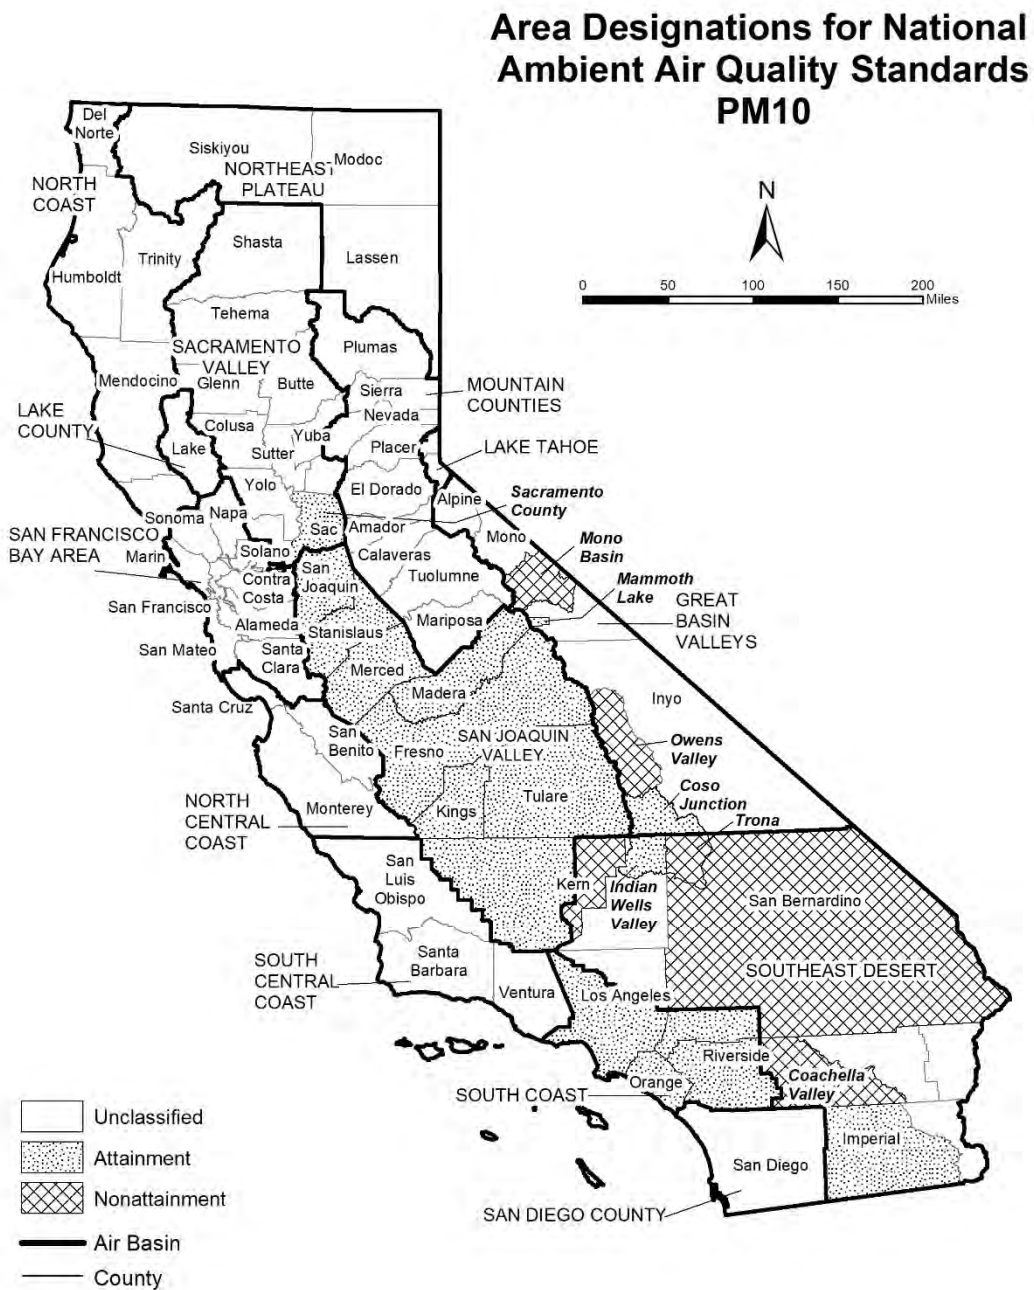 Area Designations for National
Ambient Air Quality Standards
PM10
N
0 50 100 150 200
Miles
Del
Norte
Siskiyou
Modoc
NORTHEAST
PLATEAU
NORTH
COAST
Shasta
Trinity
Lassen
Humboldt
Tehema
SACRAMENTO
VALLEY
Plumas
Mendocino
Glenn
Butte
Sierra
MOUNTAIN
COUNTIES
LAKE
COUNTY
Nevada
Colusa
Yuba
Lake
Sutter
Placer
LAKE TAHOE
Yolo
El Dorado
Alpine
Sacramento
County
Sonoma
Napa
Sac
Amador
Mono
Mono
Basin
SAN FRANCISCO
BAY AREA
Marin
Solano
Calaveras
San
Joaquin
Contra
Costa
Tuolumne
Mammoth
Lake
GREAT
BASIN
VALLEYS
San Francisco
Alameda
Stanislaus
Mariposa
San Mateo
Santa
Clara
Merced
Madera
Inyo
Santa Cruz
San
Benito
Fresno
SAN JOAQUIN
VALLEY
Owens
Valley
Coso
Junction
Trona
NORTH
CENTRAL
COAST
Monterey
Kings
Tulare
San
Luis
Obispo
Kern
Indian
Wells
Valley
San Bernardino
SOUTH
CENTRAL
COAST
Santa
Barbara
Ventura
Los Angeles
SOUTHEAST DESERT
Riverside
Orange
Coachella
Valley
SOUTH COAST
Imperial
San Diego
SAN DIEGO COUNTY
Unclassified
Attainment
Nonattainment
Air Basin
County